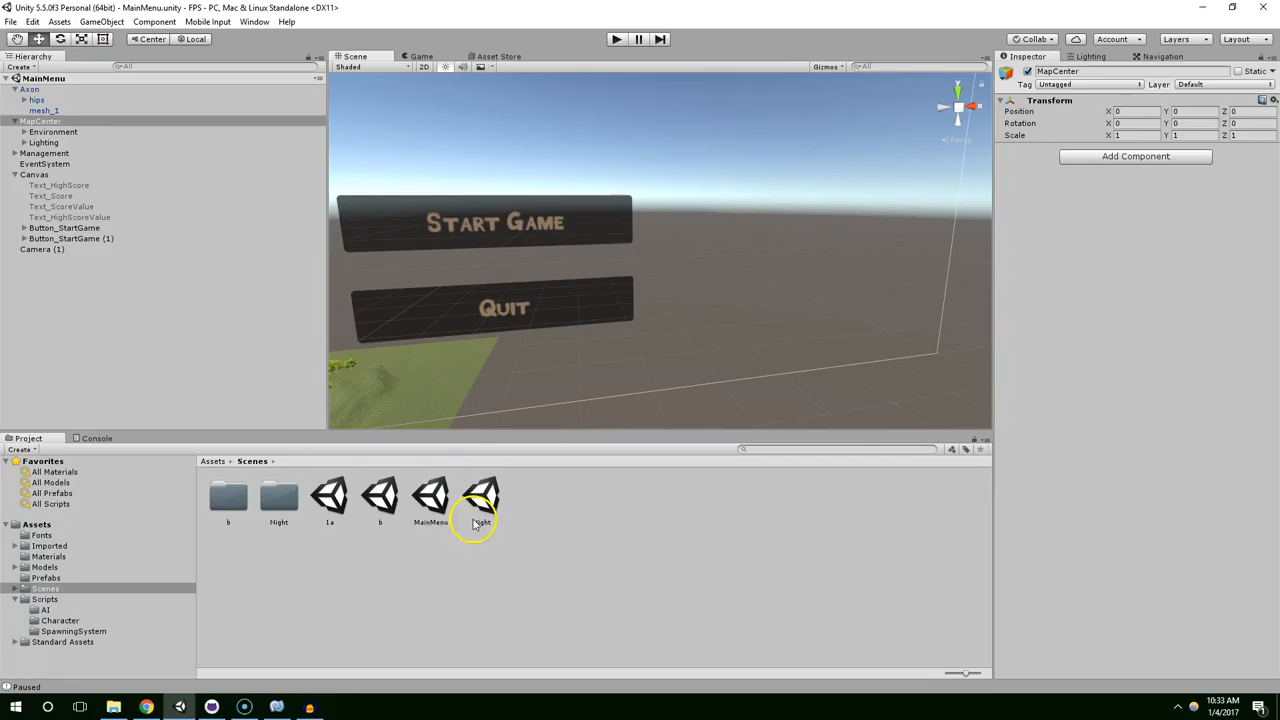 Unity 5.5.0f3 Personal (64bit) - MainMenu.unity - FPS - PC, Mac & Linux Standalone <DX11>
File Edit Assets GameObject Component Mobile Input Window Help
Center Local Collab Account Layers Layout
Hierarchy Scene Game Asset Store Inspector Lighting Navigation
Create All Shaded 2D Gizmos All
MainMenu
Axon
hips
mesh_1
MapCenter
Environment
Lighting
Management
EventSystem
Canvas
Text_HighScore
Text_Score
Text_ScoreValue
Text_HighScoreValue
Button_StartGame
Button_StartGame (1)
Camera (1)
y
Persp
Start Game
Quit
MapCenter Static
Tag Untagged Layer Default
Transform
Position X 0 Y 0 Z 0
Rotation X 0 Y 0 Z 0
Scale X 1 Y 1 Z 1
Add Component
Project Console
Create
Favorites
All Materials
All Models
All Prefabs
All Scripts
Assets
Fonts
Imported
Materials
Models
Prefabs
Scenes
Scripts
AI
Character
SpawningSystem
Standard Assets
Assets Scenes
b Night 1a b MainMenu
Paused
10:33 AM
1/4/2017